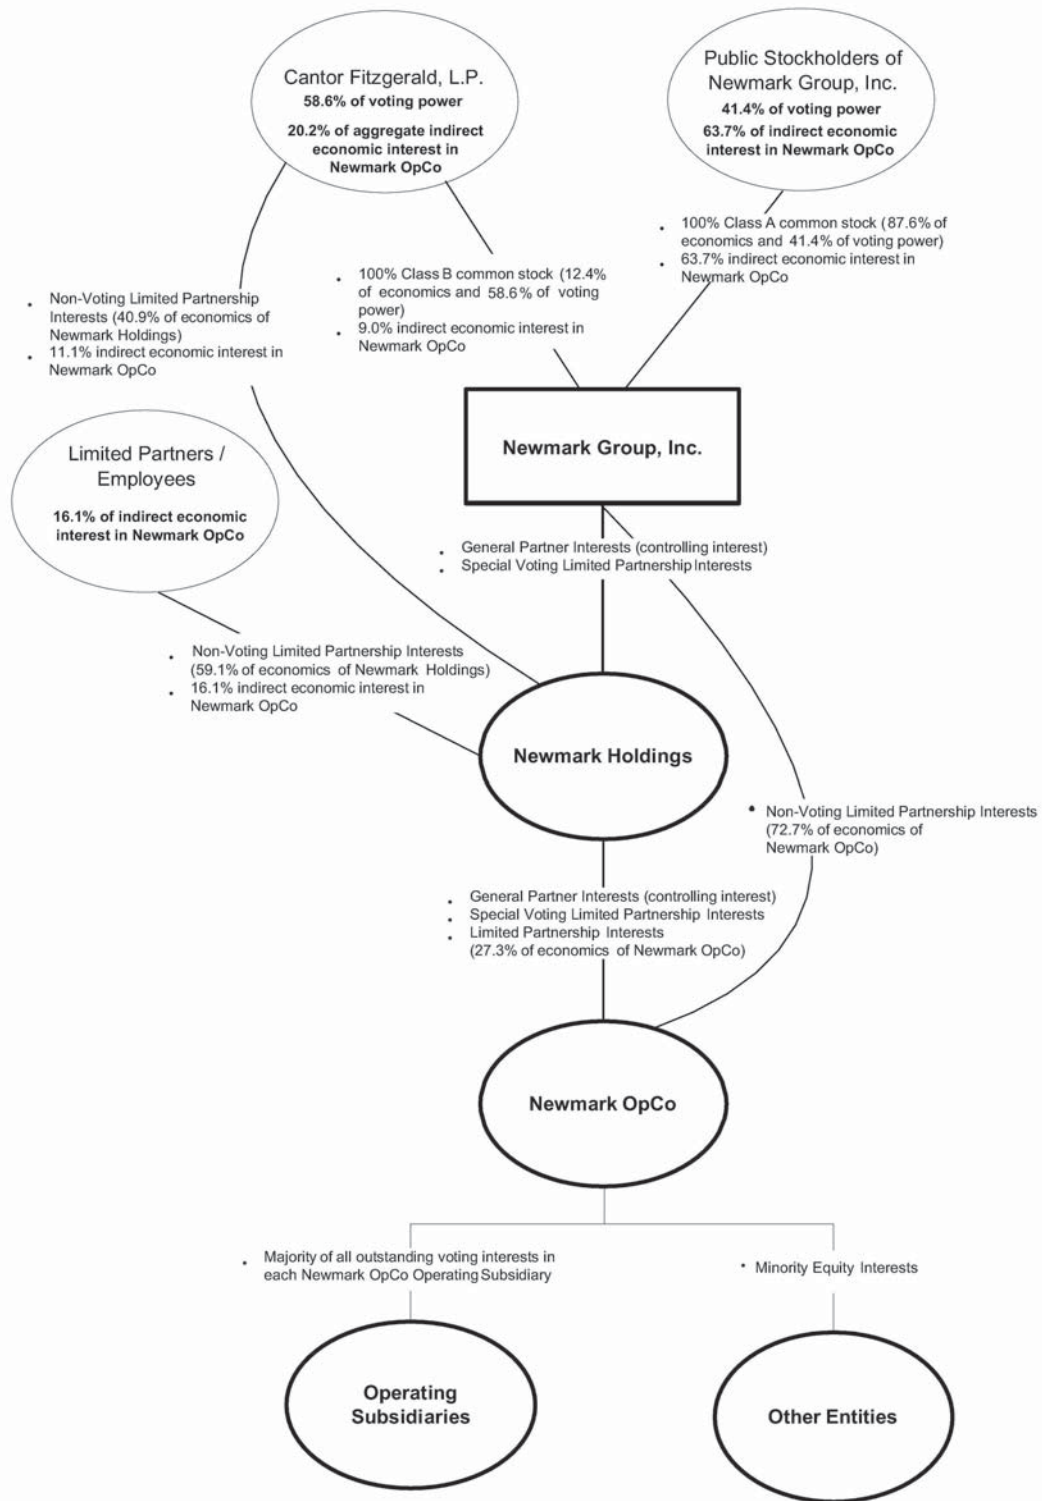 Cantor Fitzgerald, L.P.
58.6% of voting power
20.2% of aggregate indirect
economic interest in
Newmark OpCo
Public Stockholders of
Newmark Group, Inc.
41.4% of voting power
63.7% of indirect economic
interest in Newmark OpCo
• 100% Class A common stock (87.6% of
economics and 41.4% of voting power)
• 63.7% indirect economic interest in
Newmark OpCo
• 100% Class B common stock (12.4%
of economics and 58.6% of voting
power)
• 9.0% indirect economic interest in
Newmark OpCo
• Non-Voting Limited Partnership
Interests (40.9% of economics of
Newmark Holdings)
• 11.1% indirect economic interest in
Newmark OpCo
Newmark Group, Inc.
Limited Partners /
Employees
16.1% of indirect economic
interest in Newmark OpCo
• General Partner Interests (controlling interest)
• Special Voting Limited Partnership Interests
• Non-Voting Limited Partnership Interests
(59.1% of economics of Newmark Holdings)
• 16.1% indirect economic interest in
Newmark OpCo
Newmark Holdings
• Non-Voting Limited Partnership Interests
(72.7% of economics of
Newmark OpCo)
• General Partner Interests (controlling interest)
• Special Voting Limited Partnership Interests
• Limited Partnership Interests
(27.3% of economics of Newmark OpCo)
Newmark OpCo
• Majority of all outstanding voting interests in
each Newmark OpCo Operating Subsidiary
• Minority Equity Interests
Operating
Subsidiaries
Other Entities